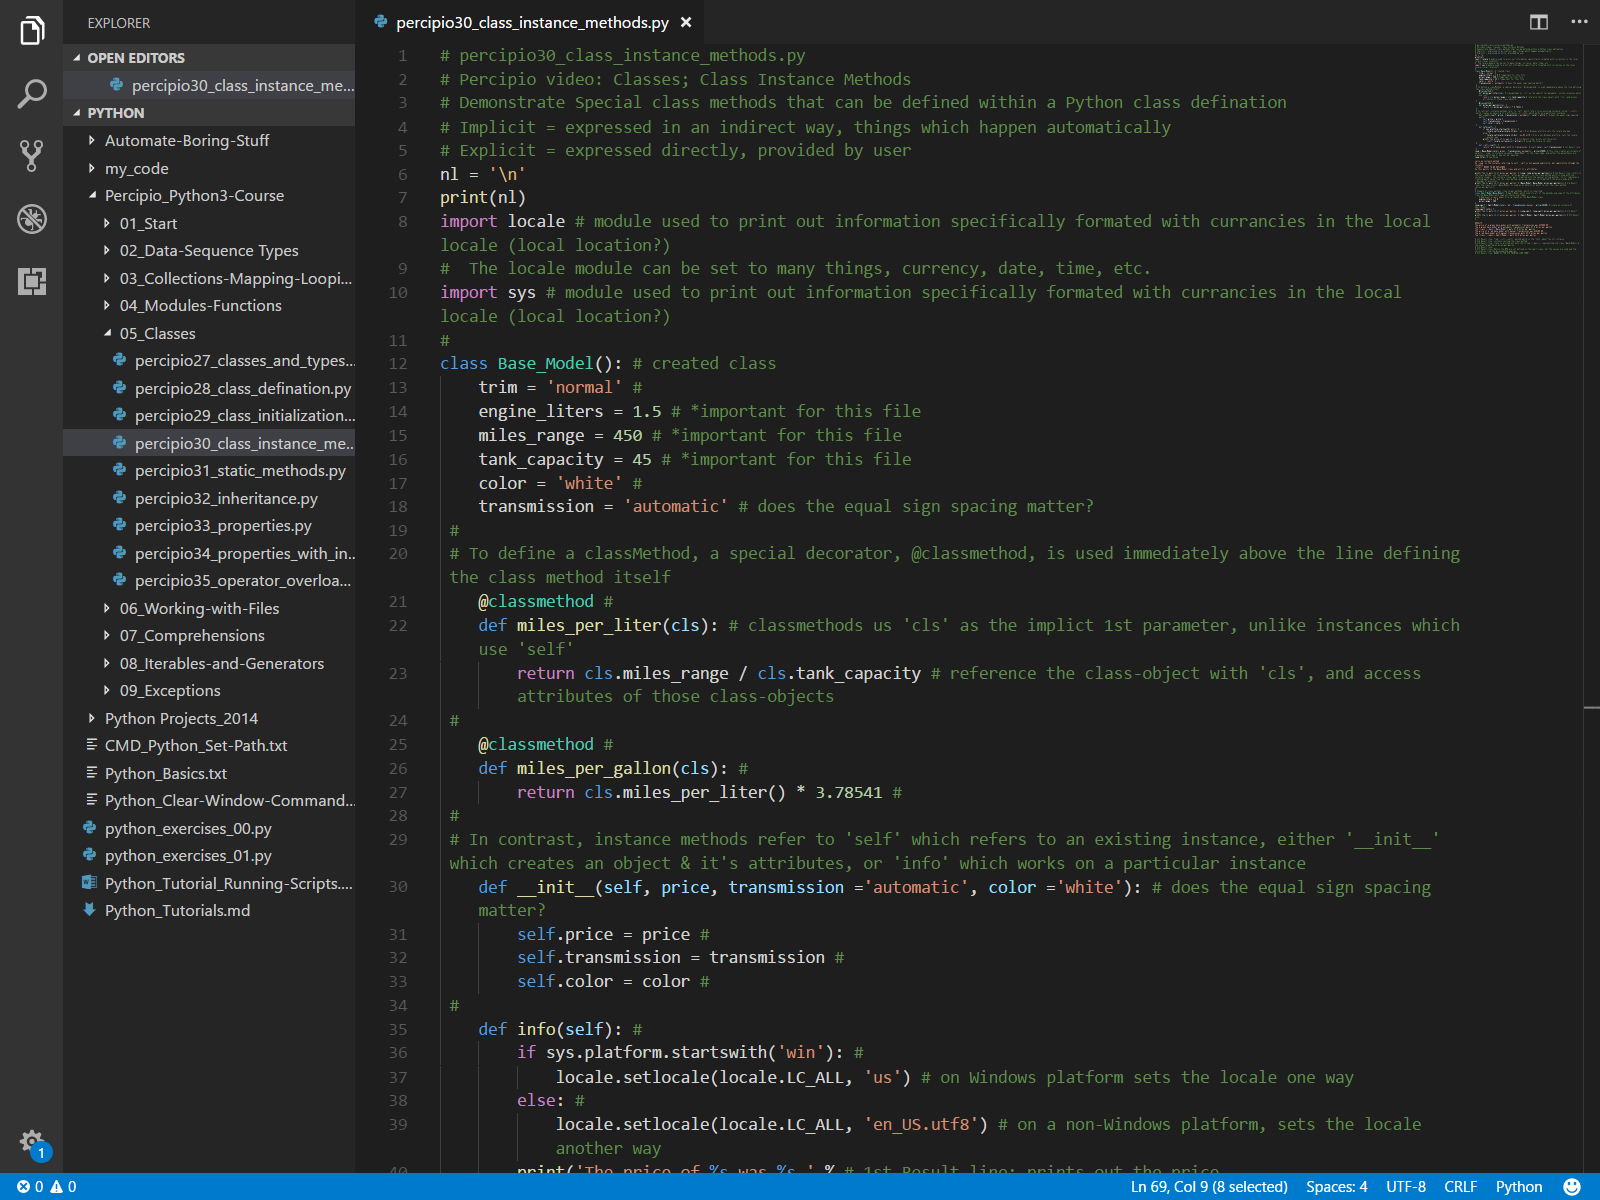 EXPLORER
OPEN EDITORS
percipio30_class_instance_me...
PYTHON
Automate-Boring-Stuff
my_code
Percipio_Python3-Course
01_Start
02_Data-Sequence Types
03_Collections-Mapping-Loopi...
04_Modules-Functions
05_Classes
percipio27_classes_and_types...
percipio28_class_defination.py
percipio29_class_initialization...
percipio30_class_instance_me...
percipio31_static_methods.py
percipio32_inheritance.py
percipio33_properties.py
percipio34_properties_with_in...
percipio35_operator_overloa...
06_Working-with-Files
07_Comprehensions
08_Iterables-and-Generators
09_Exceptions
Python Projects_2014
CMD_Python_Set-Path.txt
Python_Basics.txt
Python_Clear-Window-Command...
python_exercises_00.py
python_exercises_01.py
Python_Tutorial_Running-Scripts....
Python_Tutorials.md
1
percipio30_class_instance_methods.py
1 # percipio30_class_instance_methods.py
2 # Percipio video: Classes; Class Instance Methods
3 # Demonstrate Special class methods that can be defined within a Python class defination
4 # Implicit = expressed in an indirect way, things which happen automatically
5 # Explicit = expressed directly, provided by user
6 nl = '\n'
7 print(nl)
8 import locale # module used to print out information specifically formated with currancies in the local
locale (local location?)
9 #  The locale module can be set to many things, currency, date, time, etc.
10 import sys # module used to print out information specifically formated with currancies in the local
locale (local location?)
11 #
12 class Base_Model(): # created class
13     trim = 'normal' #
14     engine_liters = 1.5 # *important for this file
15     miles_range = 450 # *important for this file
16     tank_capacity = 45 # *important for this file
17     color = 'white' #
18     transmission = 'automatic' # does the equal sign spacing matter?
19  #
20  # To define a classMethod, a special decorator, @classmethod, is used immediately above the line defining
the class method itself
21     @classmethod #
22     def miles_per_liter(cls): # classmethods us 'cls' as the implict 1st parameter, unlike instances which
use 'self'
23         return cls.miles_range / cls.tank_capacity # reference the class-object with 'cls', and access
attributes of those class-objects
24  #
25     @classmethod #
26     def miles_per_gallon(cls): #
27         return cls.miles_per_liter() * 3.78541 #
28  #
29  # In contrast, instance methods refer to 'self' which refers to an existing instance, either '__init__'
which creates an object & it's attributes, or 'info' which works on a particular instance
30     def __init__(self, price, transmission ='automatic', color ='white'): # does the equal sign spacing
matter?
31         self.price = price #
32         self.transmission = transmission #
33         self.color = color #
34  #
35     def info(self): #
36         if sys.platform.startswith('win'): #
37             locale.setlocale(locale.LC_ALL, 'us') # on Windows platform sets the locale one way
38         else: #
39             locale.setlocale(locale.LC_ALL, 'en_US.utf8') # on a non-Windows platform, sets the locale
another way
40         print('The price of %s was %s.' % # 1st Result line: prints out the price
0 0
Ln 69, Col 9 (8 selected) Spaces: 4 UTF-8 CRLF Python